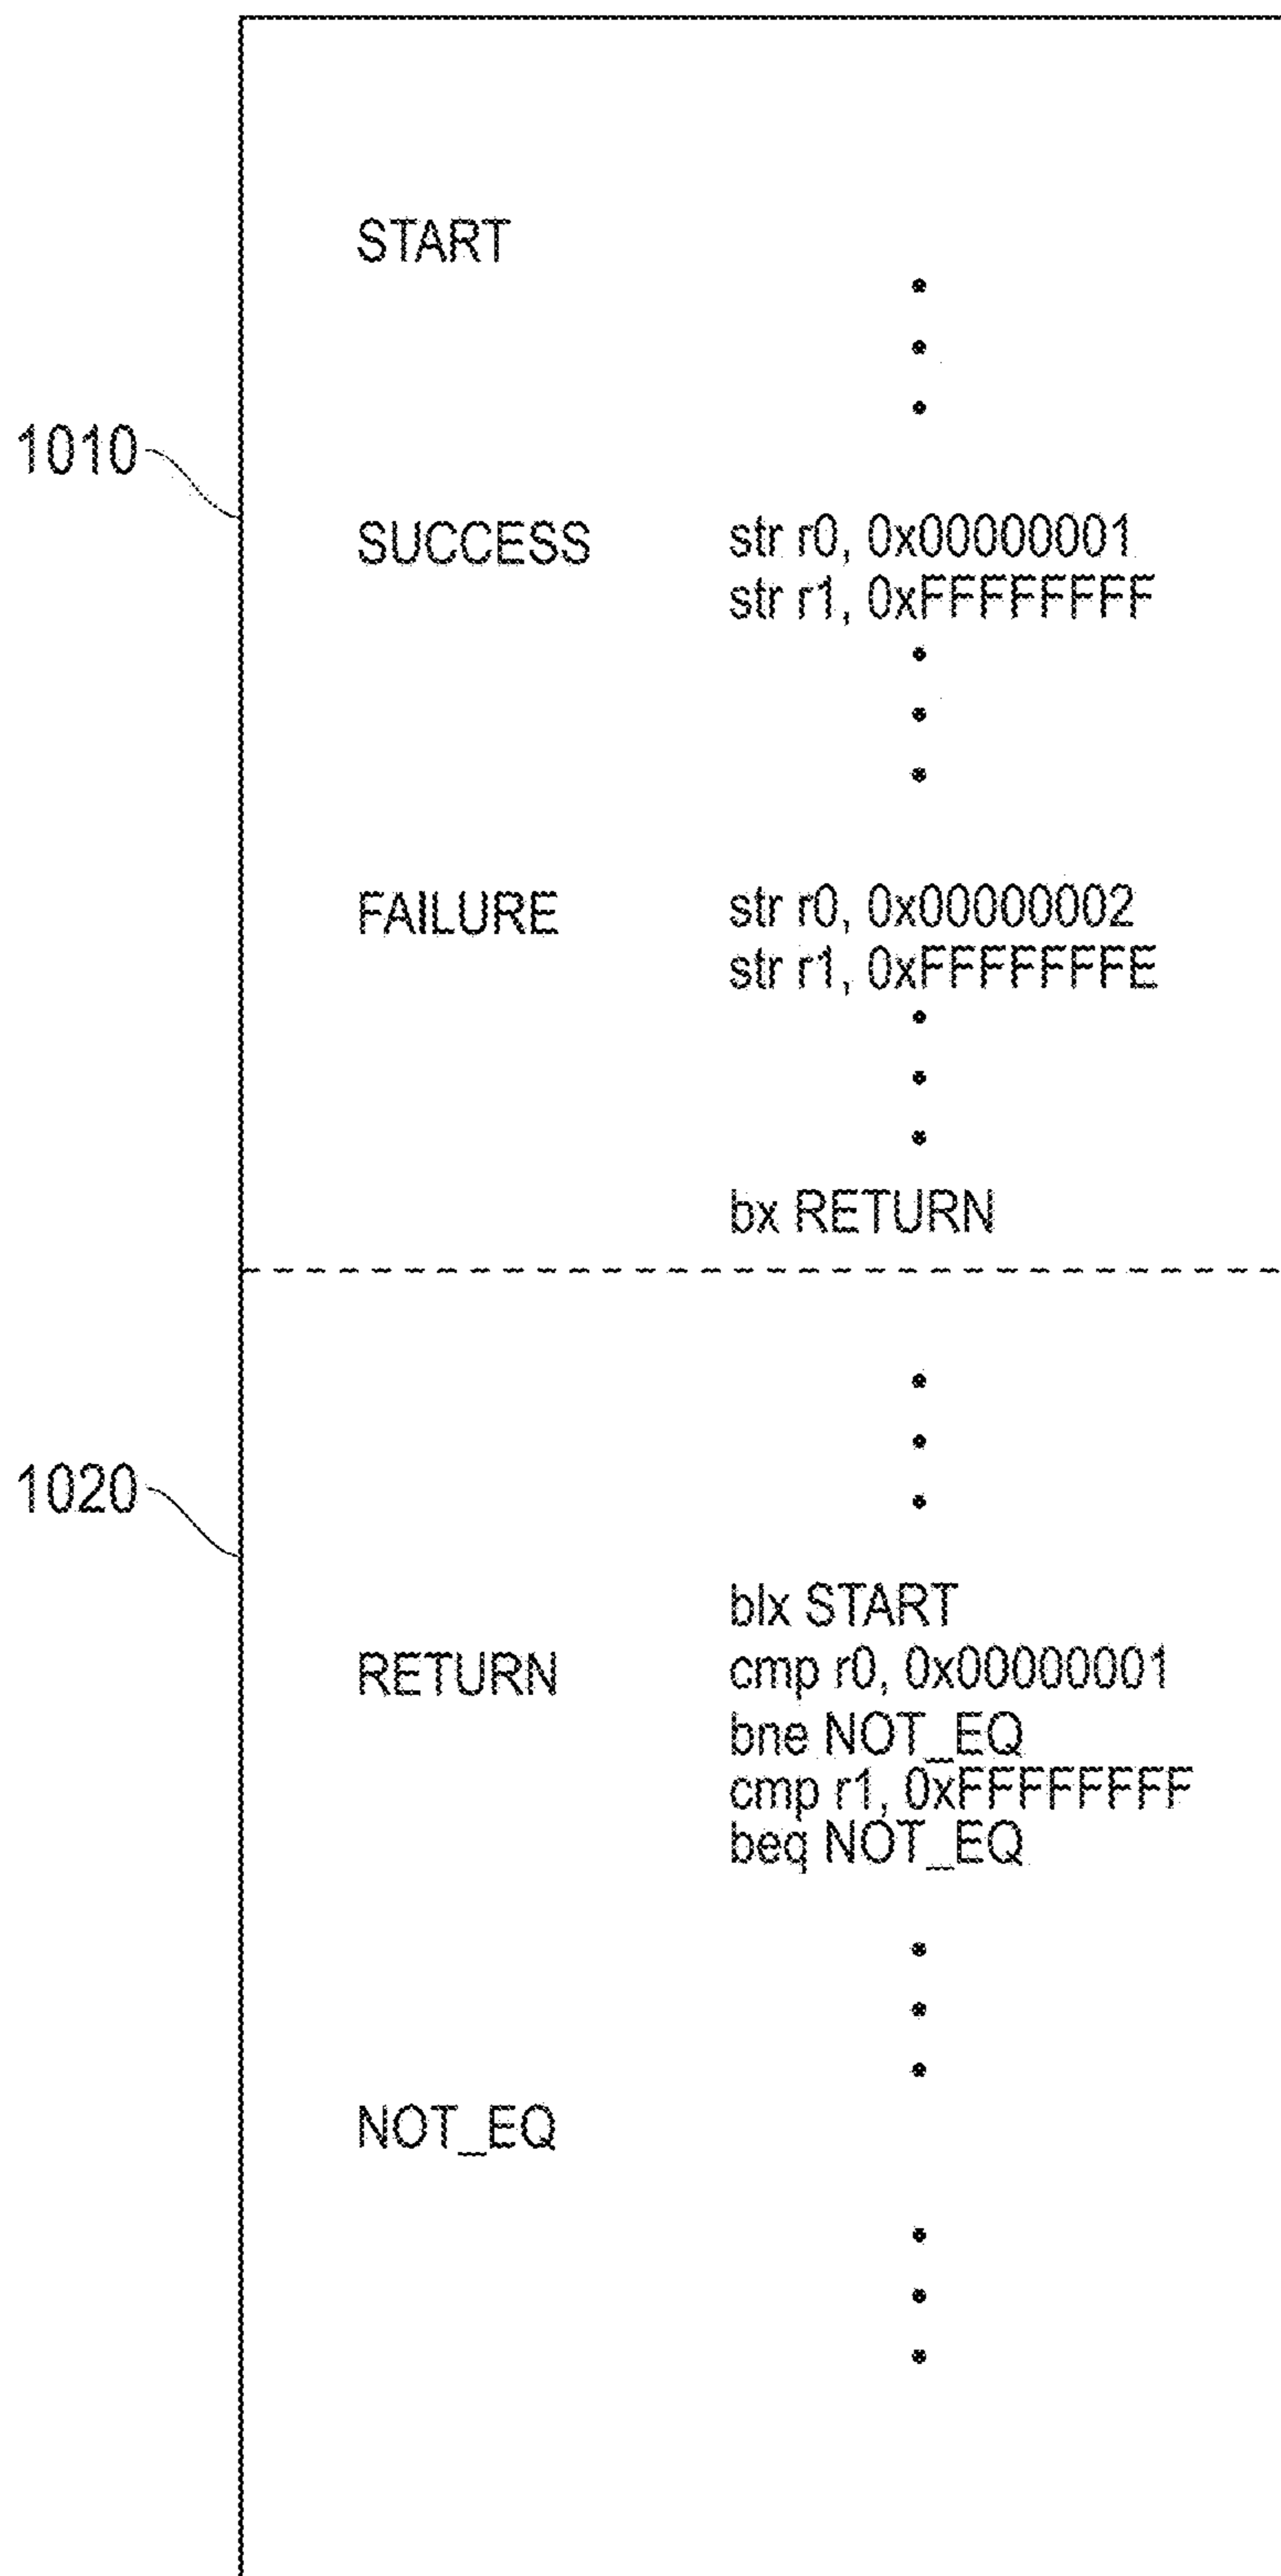 START
1010
SUCCESS str r0, 0x00000001
str r1, 0xFFFFFFFF
FAILURE str r0, 0x00000002
str r1, 0xFFFFFFFE
bx RETURN
1020
blx START
RETURN cmp r0, 0x00000001
bne NOT_EQ
cmp r1, 0xFFFFFFFF
beq NOT_EQ
NOT_EQ